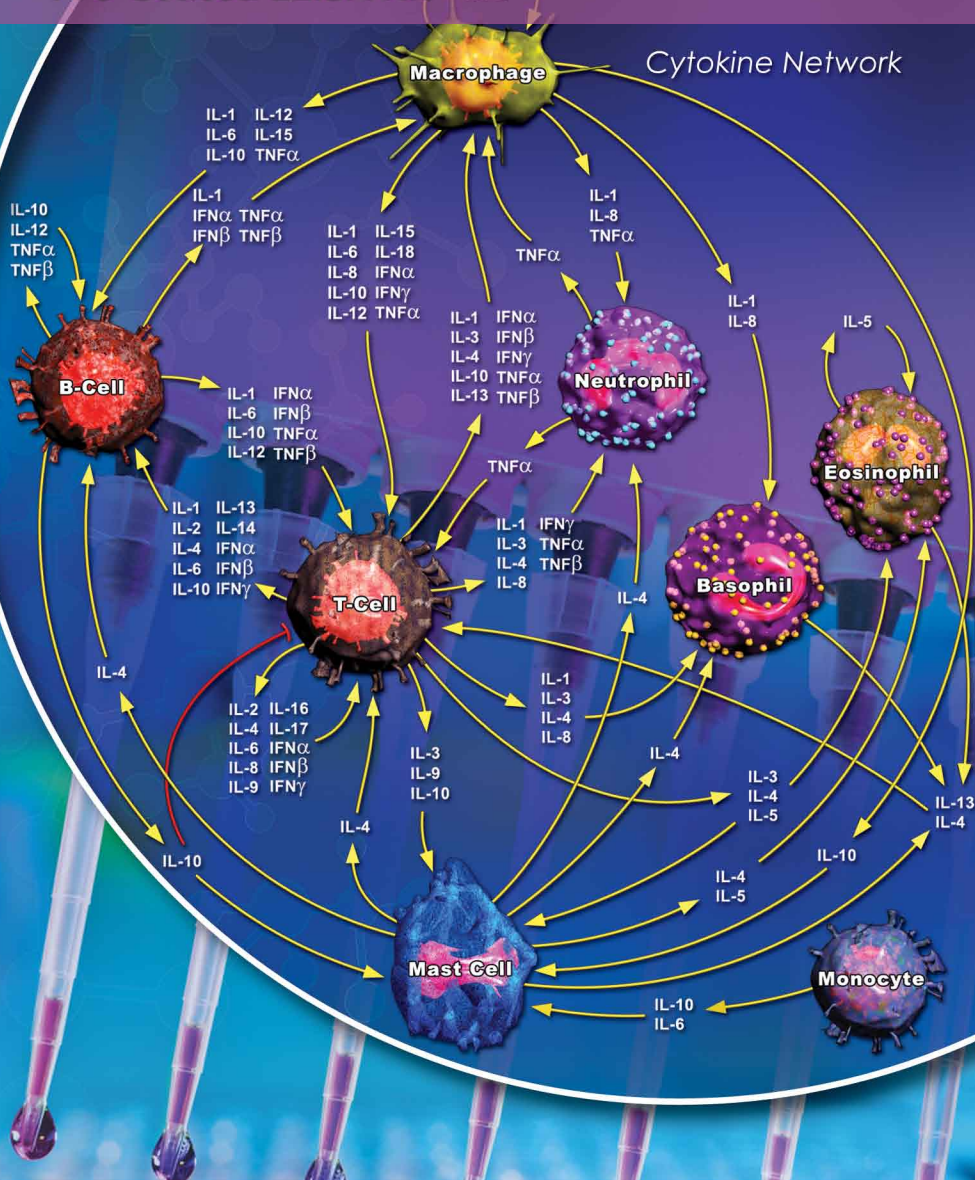 Cytokine Network
Macrophage
IL-1 IL-12
IL-6 IL-15
IL-10 TNFα
IL-1
IFNα TNFα
IFNβ TNFβ
IL-10
IL-12
TNFα
TNFβ
IL-1 IL-15
IL-6 IL-18
IL-8 IFNα
IL-10 IFNγ
IL-12 TNFα
TNFα
IL-1
IL-8
TNFα
IL-1
IL-8
IL-5
IL-1 IFNα
IL-3 IFNβ
IL-4 IFNγ
IL-10 TNFα
IL-13 TNFβ
B-Cell
Neutrophil
Eosinophil
IL-1 IFNα
IL-6 IFNβ
IL-10 TNFα
IL-12 TNFβ
TNFα
IL-1 IL-13
IL-2 IL-14
IL-4 IFNα
IL-6 IFNβ
IL-10 IFNγ
IL-1 IFNγ
IL-3 TNFα
IL-4 TNFβ
IL-8
T-Cell
IL-4
Basophil
IL-4
IL-2 IL-16
IL-4 IL-17
IL-6 IFNα
IL-8 IFNβ
IL-9 IFNγ
IL-3
IL-9
IL-10
IL-1
IL-3
IL-4
IL-8
IL-4
IL-3
IL-4
IL-5
IL-13
IL-4
IL-4
IL-10
IL-10
IL-4
IL-5
Mast Cell
Monocyte
IL-10
IL-6